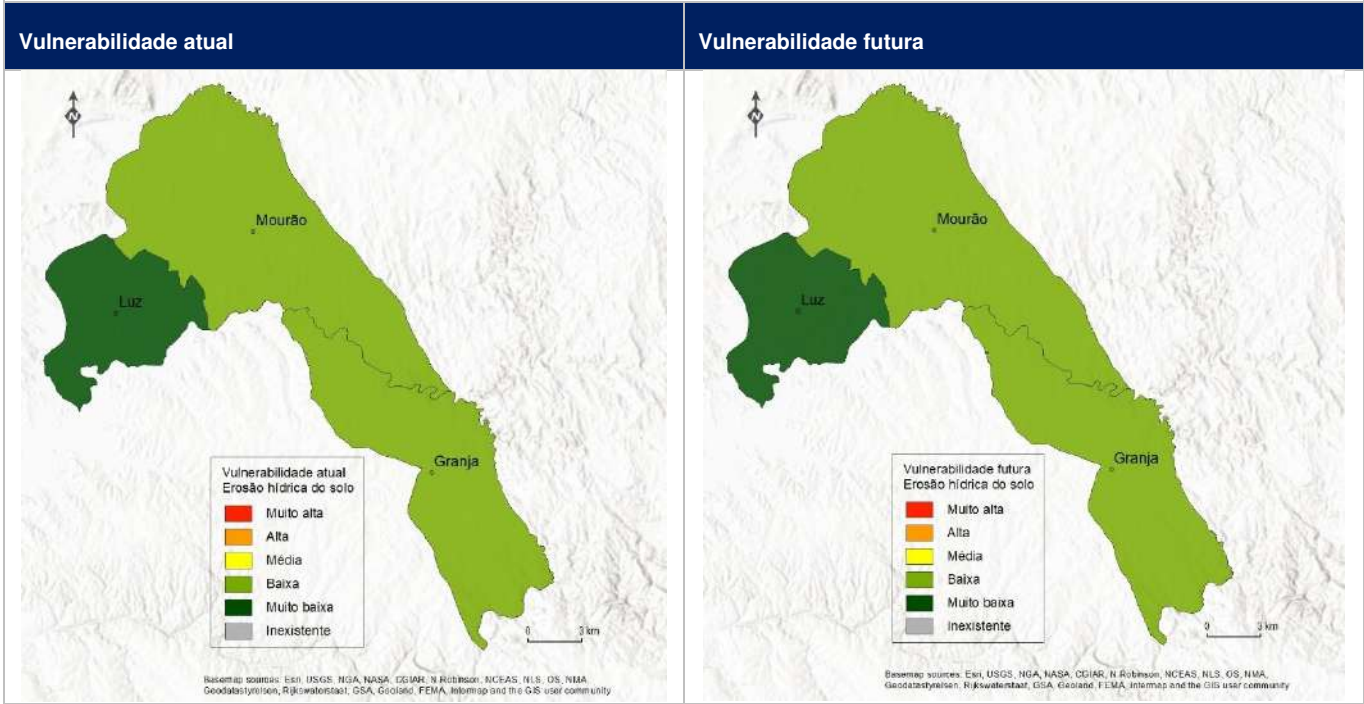 Vulnerabilidade atual
Vulnerabilidade futura
N
Mourão
Luz
Granja
Vulnerabilidade atual
Erosão hídrica do solo
Muito alta
Alta
Média
Baixa
Muito baixa
Inexistente
0 3 km
Basemap sources: Esri, USGS, NGA, NASA, CGIAR, N Robinson, NCEAS, NLS, OS, NMA,
Geodatastyrelsen, Rijkswaterstaat, GSA, Geoland, FEMA, Intermap and the GIS user community
N
Mourão
Luz
Granja
Vulnerabilidade futura
Erosão hídrica do solo
Muito alta
Alta
Média
Baixa
Muito baixa
Inexistente
0 3 km
Basemap sources: Esri, USGS, NGA, NASA, CGIAR, N Robinson, NCEAS, NLS, OS, NMA,
Geodatastyrelsen, Rijkswaterstaat, GSA, Geoland, FEMA, Intermap and the GIS user community